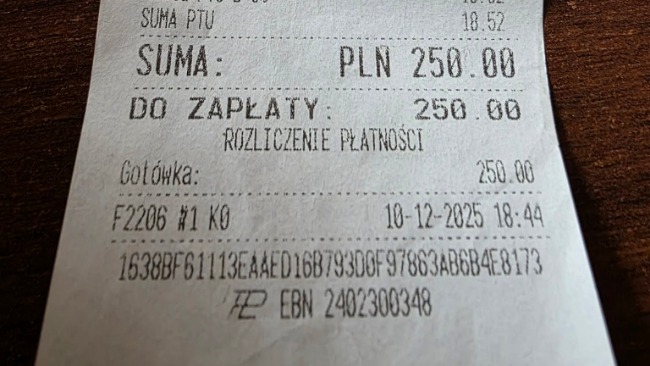 SUMA PTU 18.52
SUMA: PLN 250.00
DO ZAPŁATY: 250.00
ROZLICZENIE PŁATNOŚCI
Gotówka: 250.00
F2206 #1 K0 10-12-2025 18:44
1638BF61113EAAED16B793D0F97863AB6B4E8173
EBN 2402300348